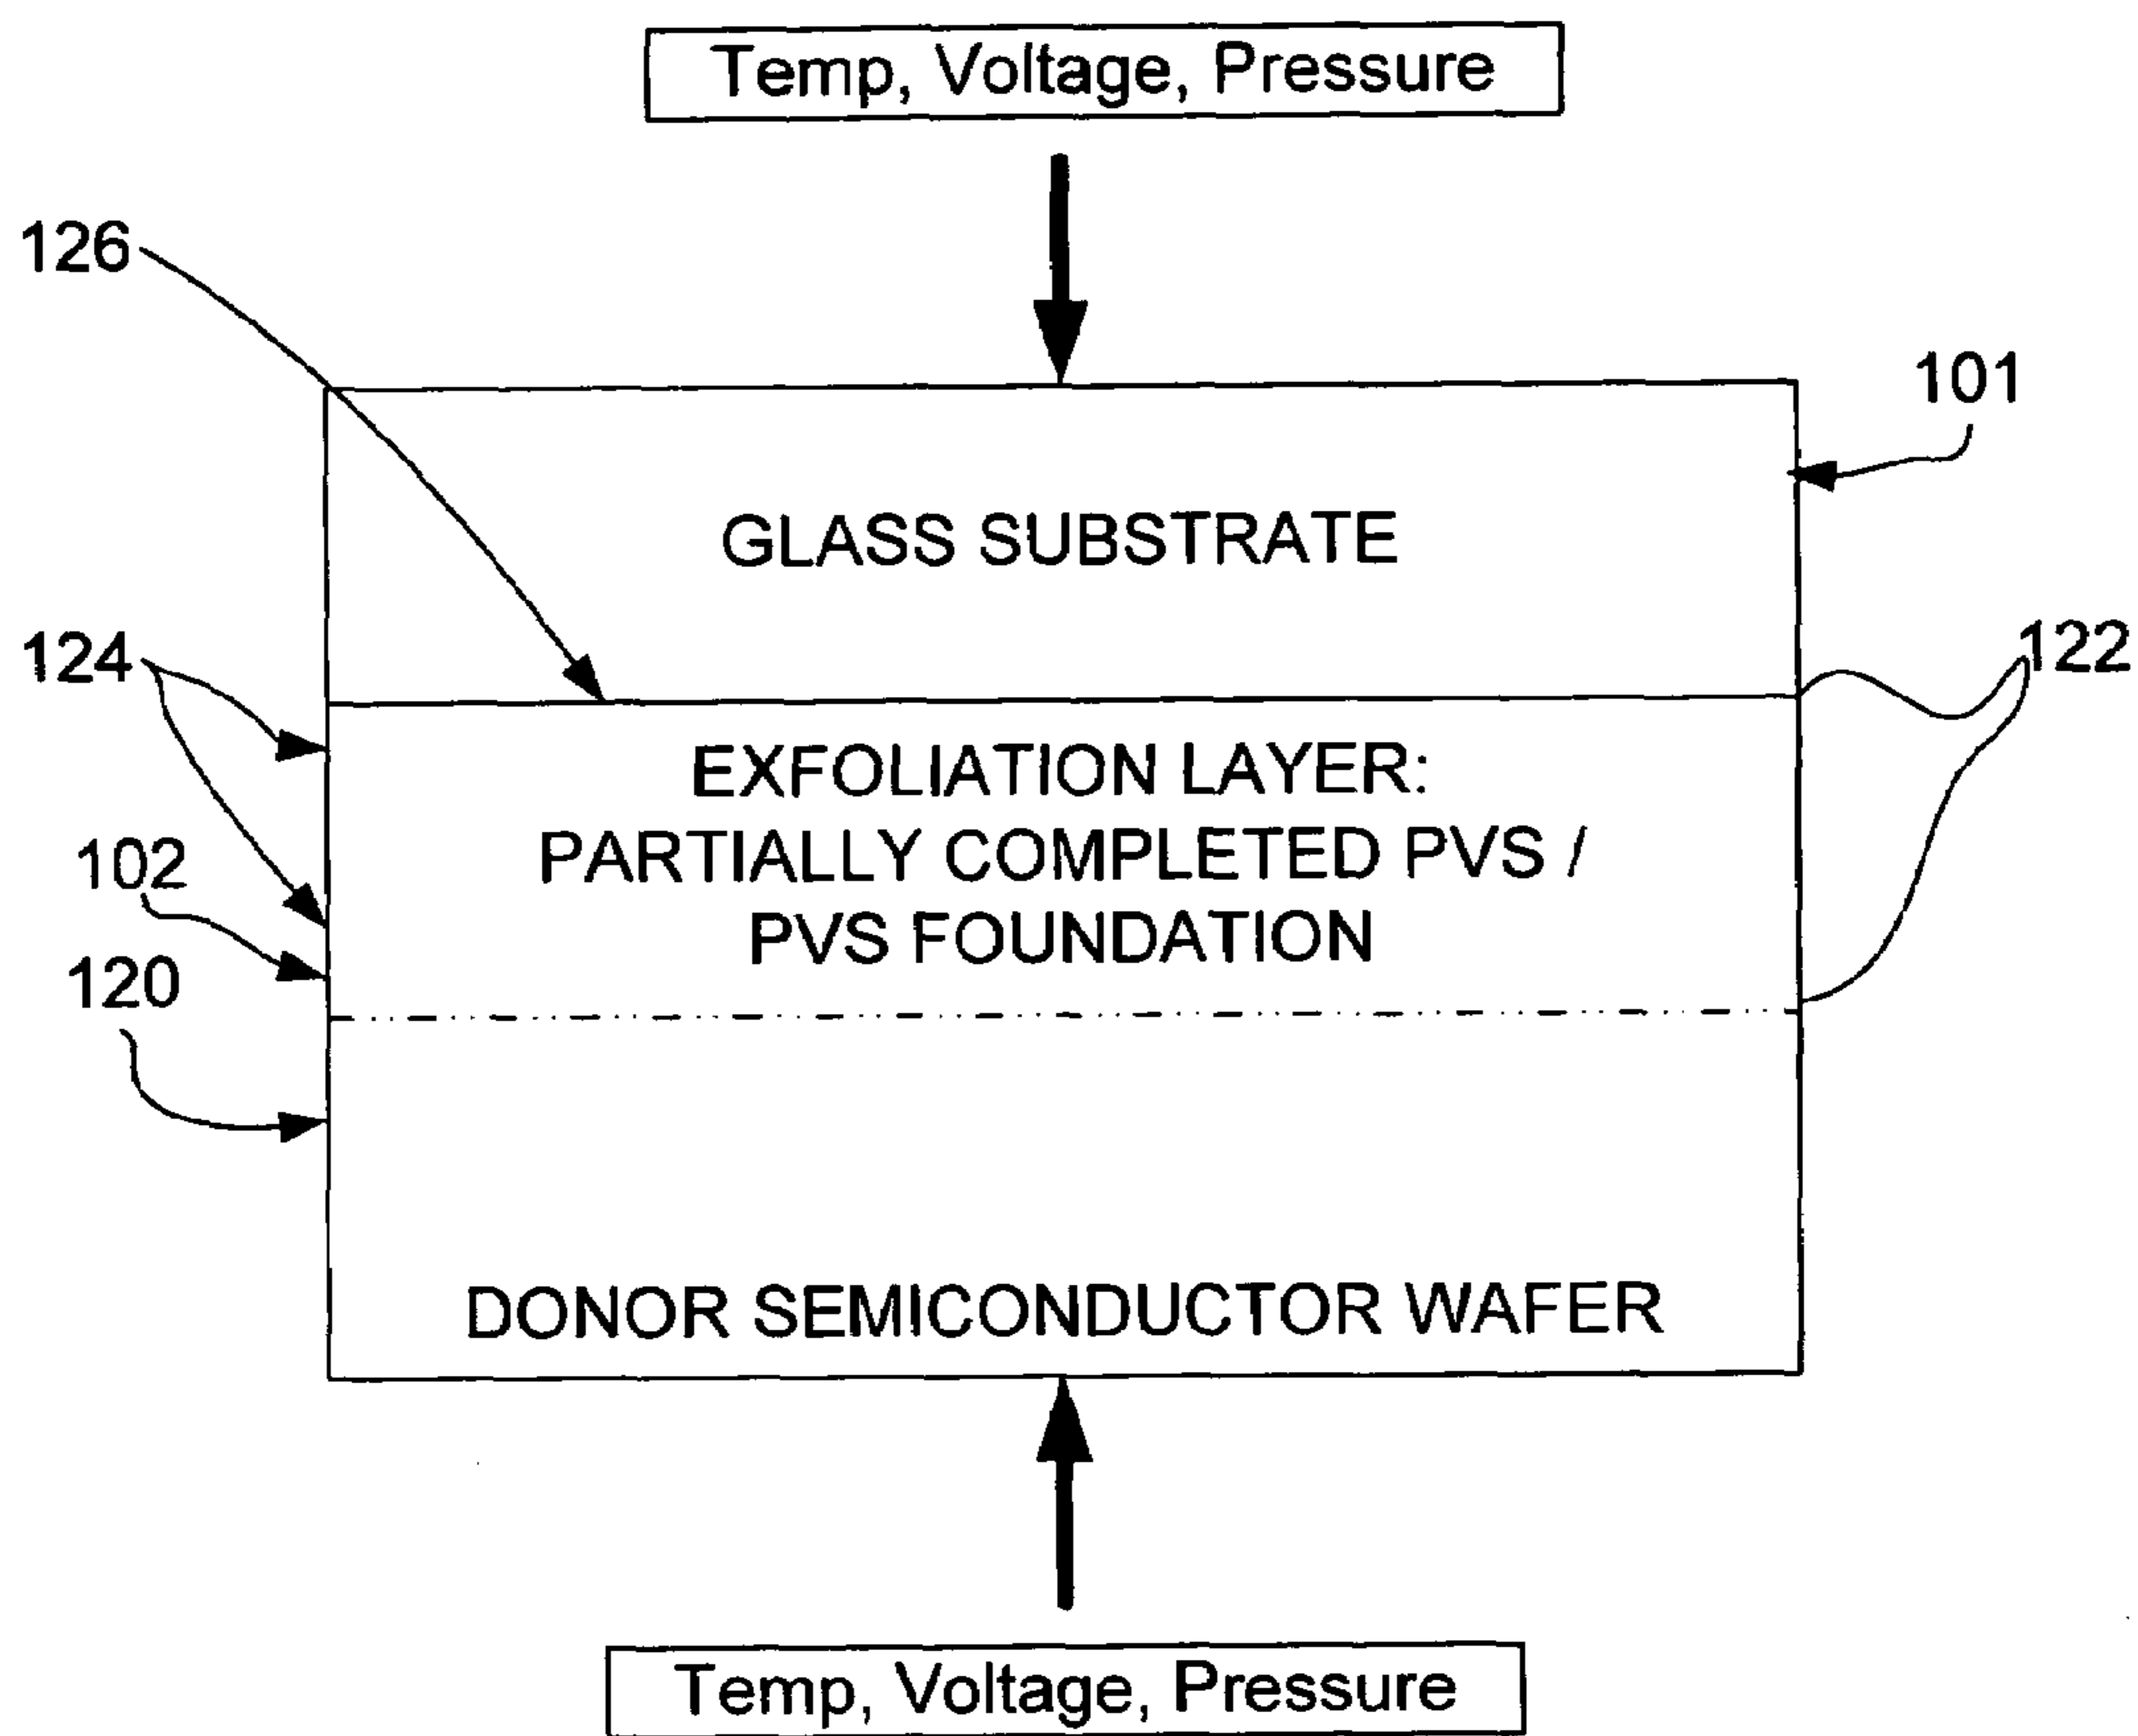 Temp, Voltage, Pressure
126
101
GLASS SUBSTRATE
124
122
EXFOLIATION LAYER:
PARTIALLY COMPLETED PVS /
102
PVS FOUNDATION
120
DONOR SEMICONDUCTOR WAFER
Temp, Voltage, Pressure